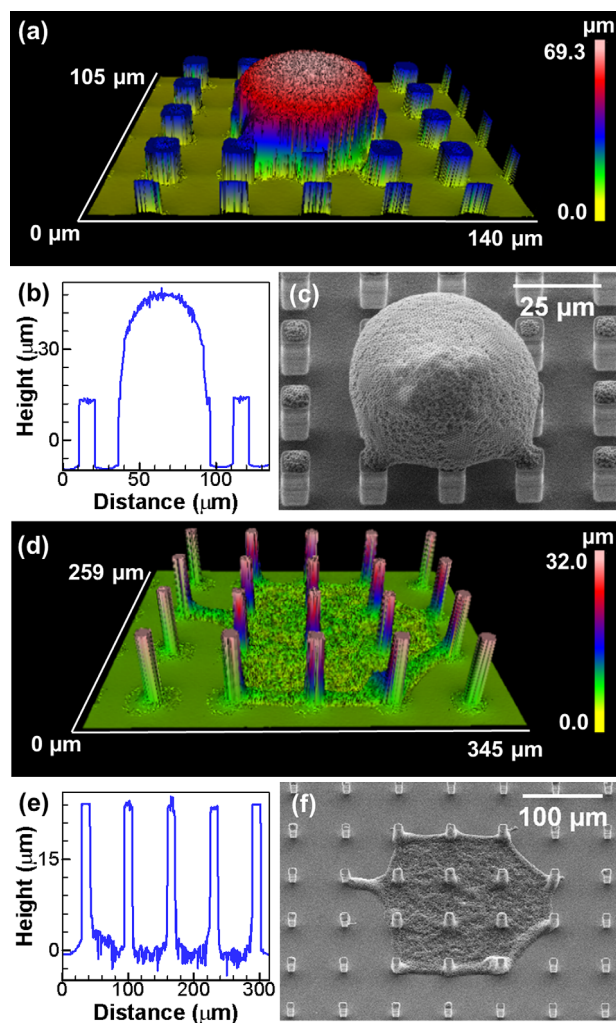 (a)
µm
69.3
105 µm
0.0
0 µm
140 µm
(b)
Height (µm)
30
0
0
50
100
Distance (µm)
(c)
25 µm
(d)
µm
32.0
259 µm
0.0
0 µm
345 µm
(e)
Height (µm)
15
0
0
100
200
300
Distance (µm)
(f)
100 µm